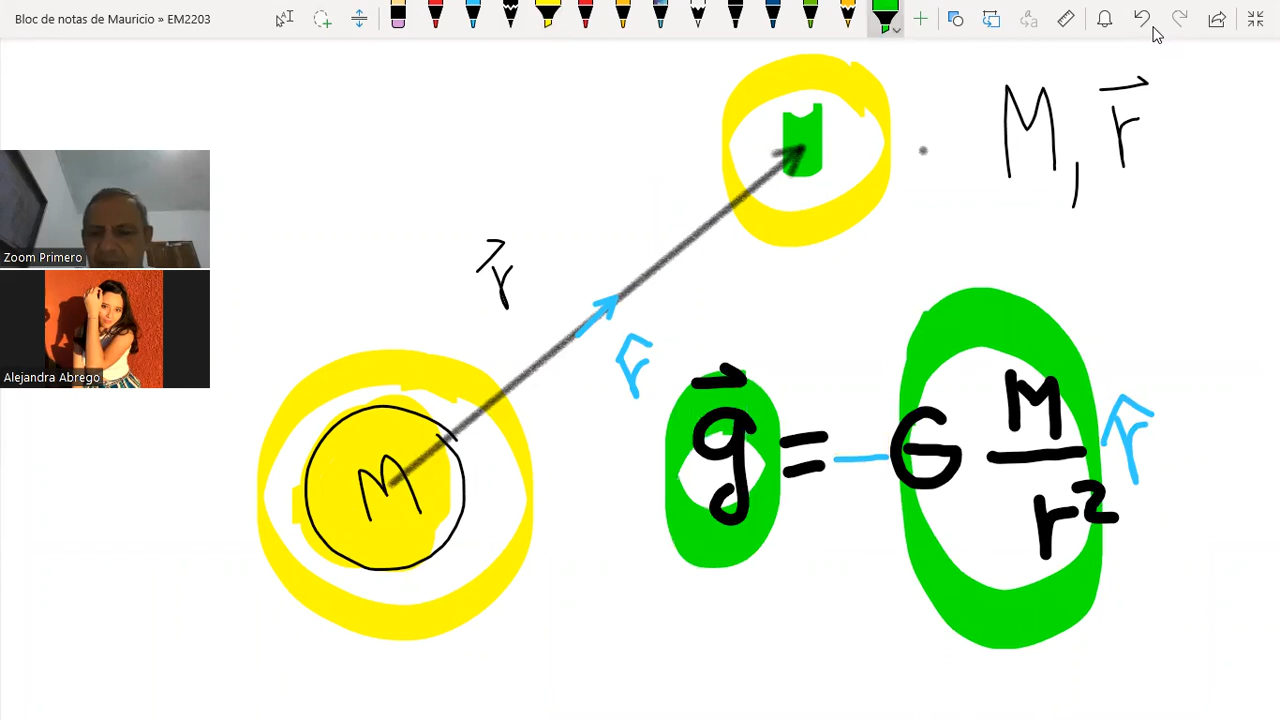 Bloc de notas de Mauricio » EM2203
M, r⃗
Zoom Primero
r⃗
Alejandra Abrego
r̂
g⃗ = - G M/r² r̂
M